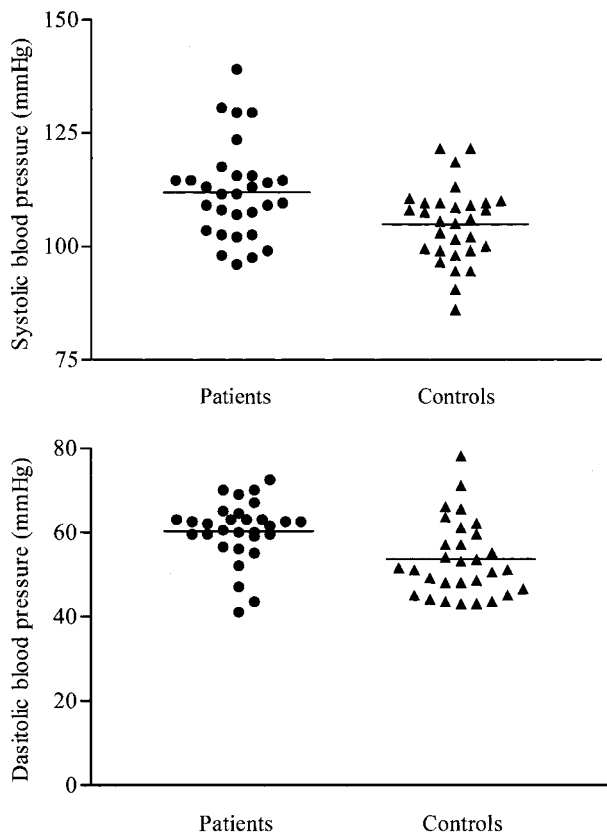 150
125
100
75
Systolic blood pressure (mmHg)
Patients Controls
80
60
40
20
0
Dasitolic blood pressure (mmHg)
Patients Controls